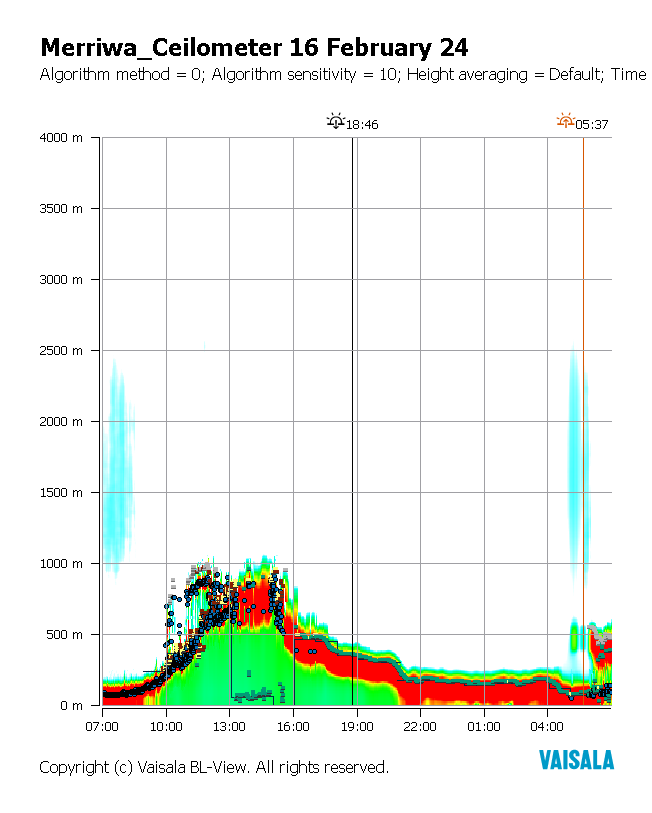 Merriwa_Ceilometer 16 February 24
Algorithm method = 0; Algorithm sensitivity = 10; Height averaging = Default; Time
18:46 05:37
4000 m
3500 m
3000 m
2500 m
2000 m
1500 m
1000 m
500 m
0 m
07:00 10:00 13:00 16:00 19:00 22:00 01:00 04:00
Copyright (c) Vaisala BL-View. All rights reserved.
VAISALA